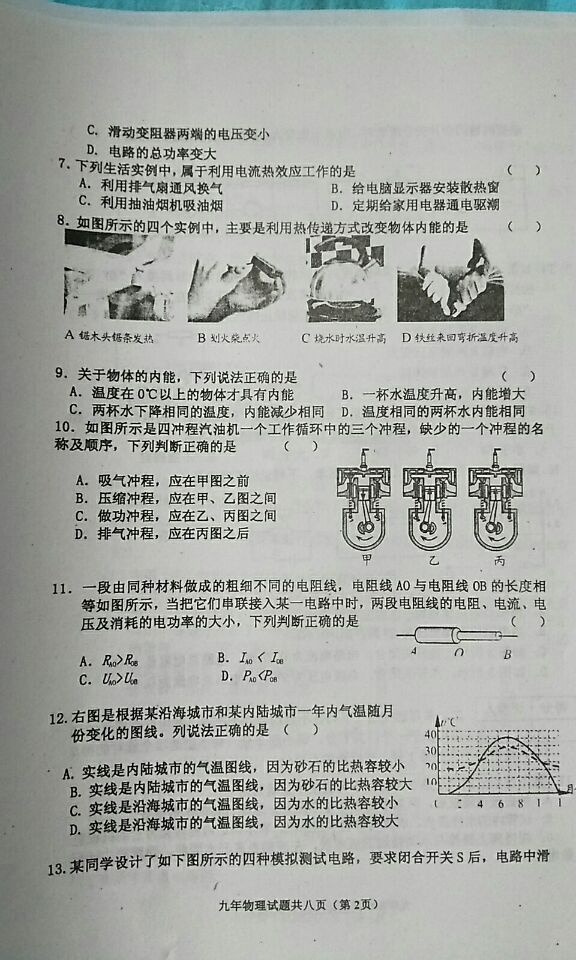 C. 滑动变阻器两端的电压变小
D. 电路的总功率变大
7. 下列生活实例中，属于利用电流热效应工作的是 （ ）
A. 利用排气扇通风换气 B. 给电脑显示器安装散热窗
C. 利用抽油烟机吸油烟 D. 定期给家用电器通电驱潮
8. 如图所示的四个实例中，主要是利用热传递方式改变物体内能的是 （ ）
A 锯木头锯条发热 B 划火柴点火 C 烧水时水温升高 D 铁丝来回弯折温度升高
9. 关于物体的内能，下列说法正确的是 （ ）
A. 温度在0℃以上的物体才具有内能 B. 一杯水温度升高，内能增大
C. 两杯水下降相同的温度，内能减少相同 D. 温度相同的两杯水内能相同
10. 如图所示是四冲程汽油机一个工作循环中的三个冲程，缺少的一个冲程的名
称及顺序，下列判断正确的是 （ ）
A. 吸气冲程，应在甲图之前
B. 压缩冲程，应在甲、乙图之间
C. 做功冲程，应在乙、丙图之间
D. 排气冲程，应在丙图之后
甲 乙 丙
11. 一段由同种材料做成的粗细不同的电阻线，电阻线AO与电阻线OB的长度相
等如图所示，当把它们串联接入某一电路中时，两段电阻线的电阻、电流、电
压及消耗的电功率的大小，下列判断正确的是 （ ）
A. RAO>ROB B. IAO < IOB
C. UAO>UOB D. PAO<POB
A O B
12. 右图是根据某沿海城市和某内陆城市一年内气温随月
份变化的图线。列说法正确的是 （ ）
A. 实线是内陆城市的气温图线，因为砂石的比热容较小
B. 实线是内陆城市的气温图线，因为砂石的比热容较大
C. 实线是沿海城市的气温图线，因为水的比热容较小
D. 实线是沿海城市的气温图线，因为水的比热容较大
t/℃
40
30
20
10
2 4 6 8 1 1
13. 某同学设计了如下图所示的四种模拟测试电路，要求闭合开关S后，电路中滑
九年物理试题共八页（第2页）